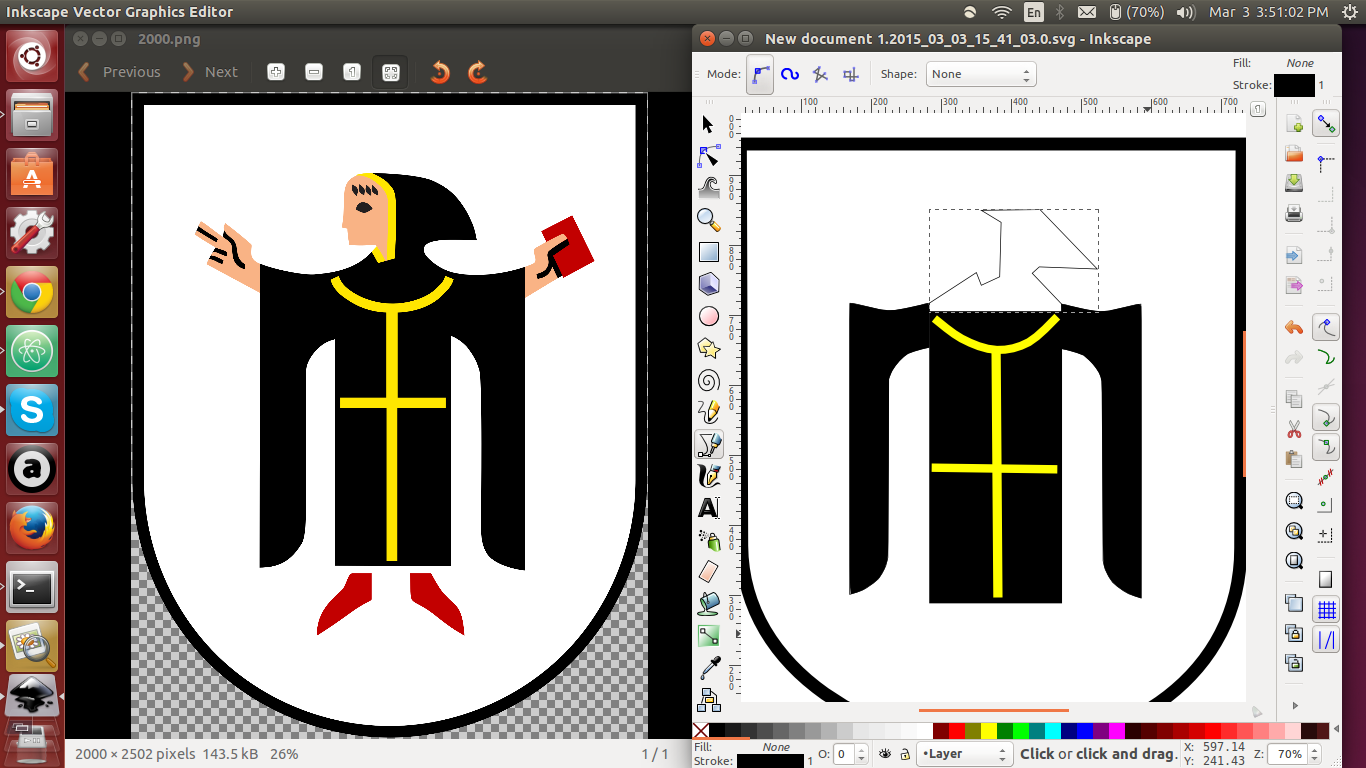 Inkscape Vector Graphics Editor
En
(70%)
Mar 3 3:51:02 PM
2000.png
Previous
Next
2000 × 2502 pixels 143.5 kB 26%
1 / 1
New document 1.2015_03_03_15_41_03.0.svg - Inkscape
Mode:
Shape:
None
Fill:
None
Stroke:
1
100
200
300
400
500
600
700
A
S
a
A
Fill:
None
Stroke:
1
O:
0
•Layer
Click or click and drag.
X:
597.14
Y:
241.43
Z:
70%